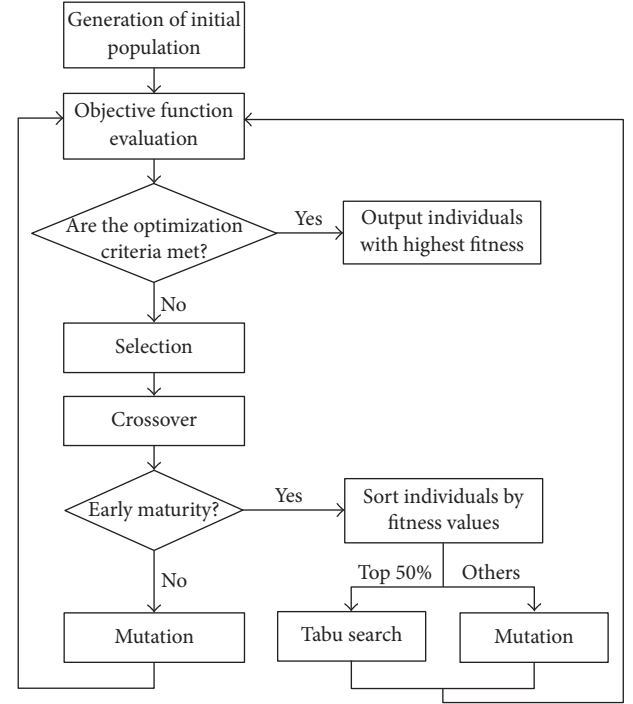 Generation of initial
population
Objective function
evaluation
Are the optimization
criteria met?
Yes
Output individuals
with highest fitness
No
Selection
Crossover
Early maturity?
Yes
Sort individuals by
fitness values
No
Top 50%
Others
Mutation
Tabu search
Mutation